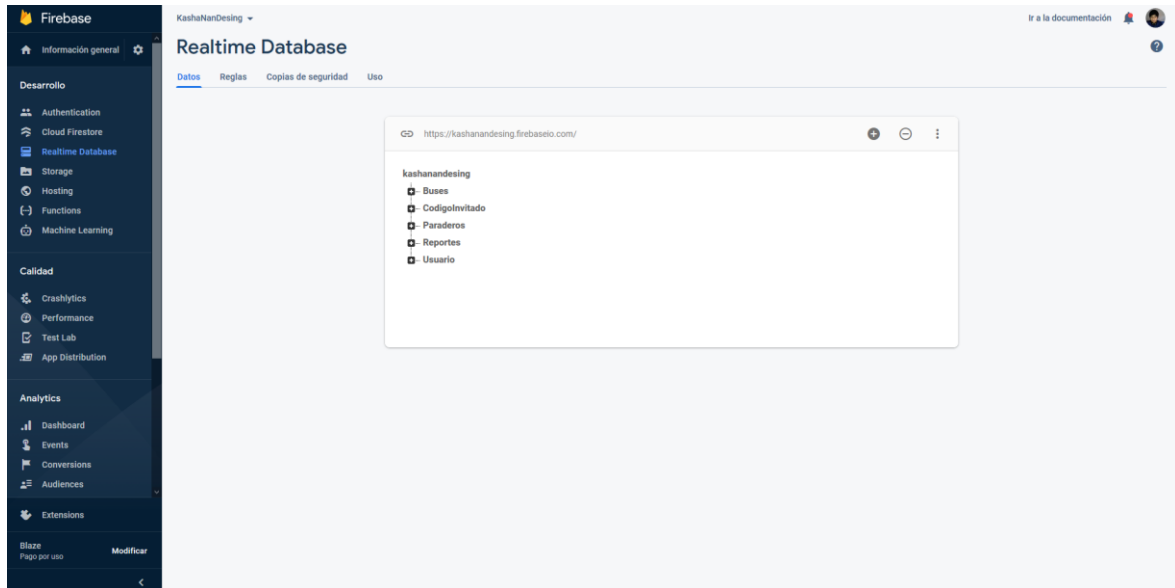 Firebase
Información general
Desarrollo
Authentication
Cloud Firestore
Realtime Database
Storage
Hosting
Functions
Machine Learning
Calidad
Crashlytics
Performance
Test Lab
App Distribution
Analytics
Dashboard
Events
Conversions
Audiences
Extensions
Blaze
Pago por uso
Modificar
KashaNanDesing
Ir a la documentación
Realtime Database
Datos Reglas Copias de seguridad Uso
https://kashanandesing.firebaseio.com/
kashanandesing
Buses
CodigoInvitado
Paraderos
Reportes
Usuario